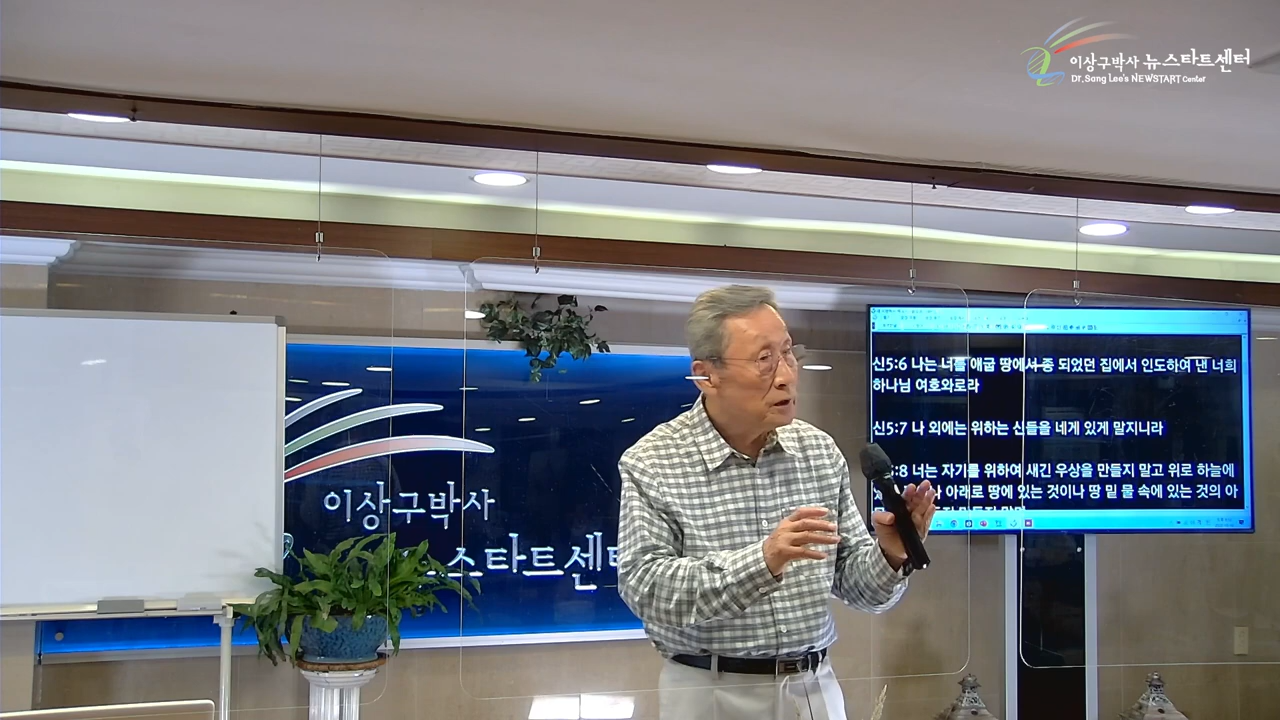 이상구박사 뉴스타트센터
Dr. Sang Lee's NEWSTART Center
신5:6 나는 너를 애굽 땅에서 종 되었던 집에서 인도하여 낸 너희
하나님 여호와로라
신5:7 나 외에는 위하는 신들을 네게 있게 말지니라
5:8 너는 자기를 위하여 새긴 우상을 만들지 말고 위로 하늘에
아래로 땅에 있는 것이나 땅 밑 물 속에 있는 것의 아
이상구박사
스타트센